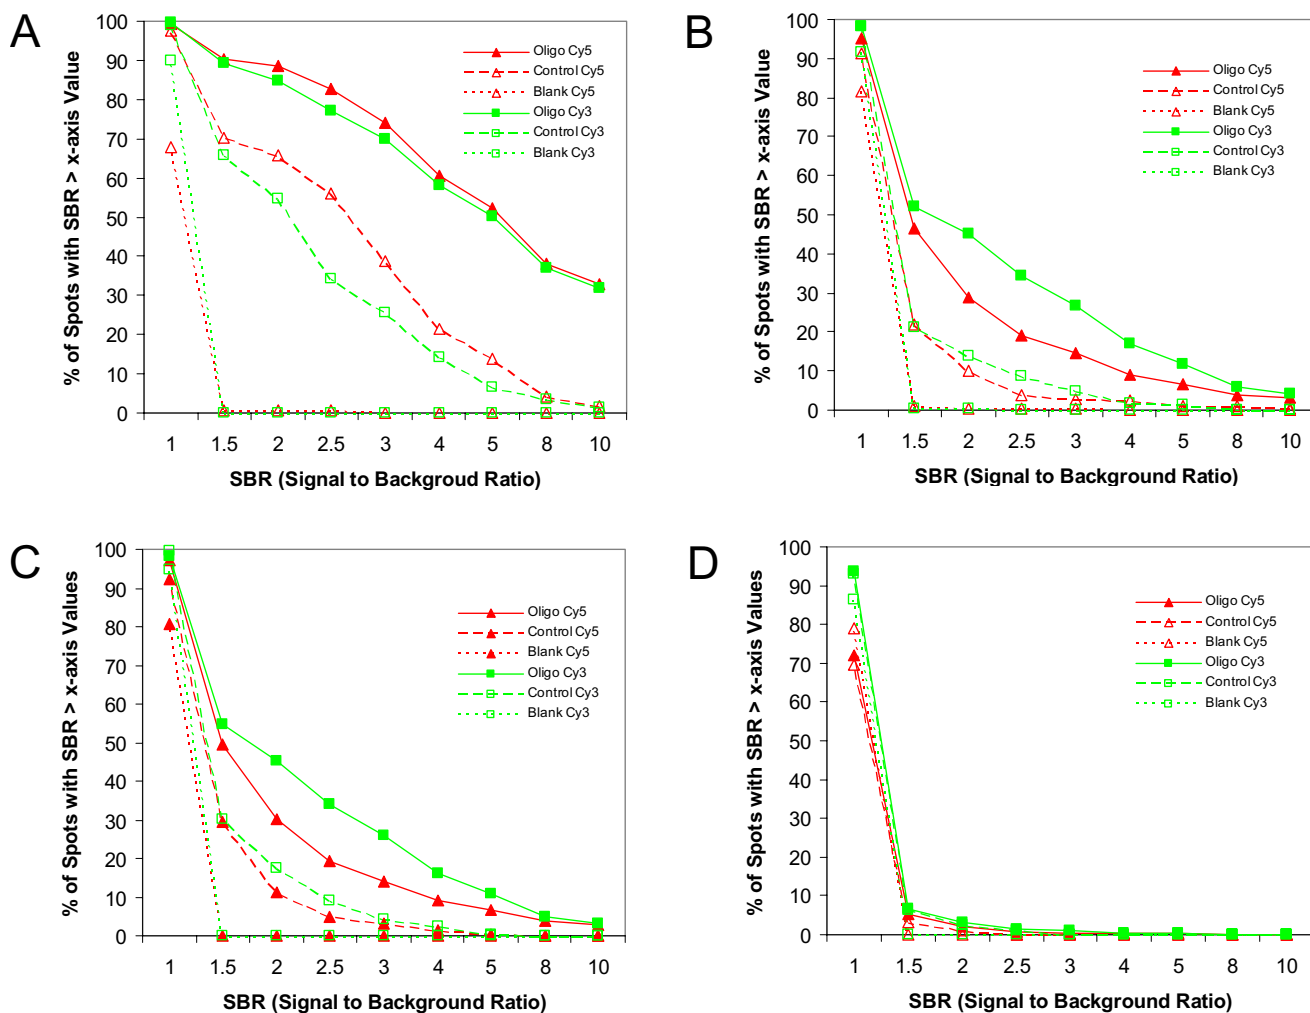 A
% of Spots with SBR > x-axis Value
100
90
80
70
60
50
40
30
20
10
0
Oligo Cy5
Control Cy5
Blank Cy5
Oligo Cy3
Control Cy3
Blank Cy3
1 1.5 2 2.5 3 4 5 8 10
SBR (Signal to Backgroud Ratio)
B
% of Spots with SBR > x-axis Value
100
90
80
70
60
50
40
30
20
10
0
Oligo Cy5
Control Cy5
Blank Cy5
Oligo Cy3
Control Cy3
Blank Cy3
1 1.5 2 2.5 3 4 5 8 10
SBR (Signal to Background Ratio)
C
% of Spots with SBR > x-axis Values
100
90
80
70
60
50
40
30
20
10
0
Oligo Cy5
Control Cy5
Blank Cy5
Oligo Cy3
Control Cy3
Blank Cy3
1 1.5 2 2.5 3 4 5 8 10
SBR (Signal to Background Ratio)
D
% of Spots with SBR > x-axis Values
100
90
80
70
60
50
40
30
20
10
0
Oligo Cy5
Control Cy5
Blank Cy5
Oligo Cy3
Control Cy3
Blank Cy3
1 1.5 2 2.5 3 4 5 8 10
SBR (Signal to Background Ratio)